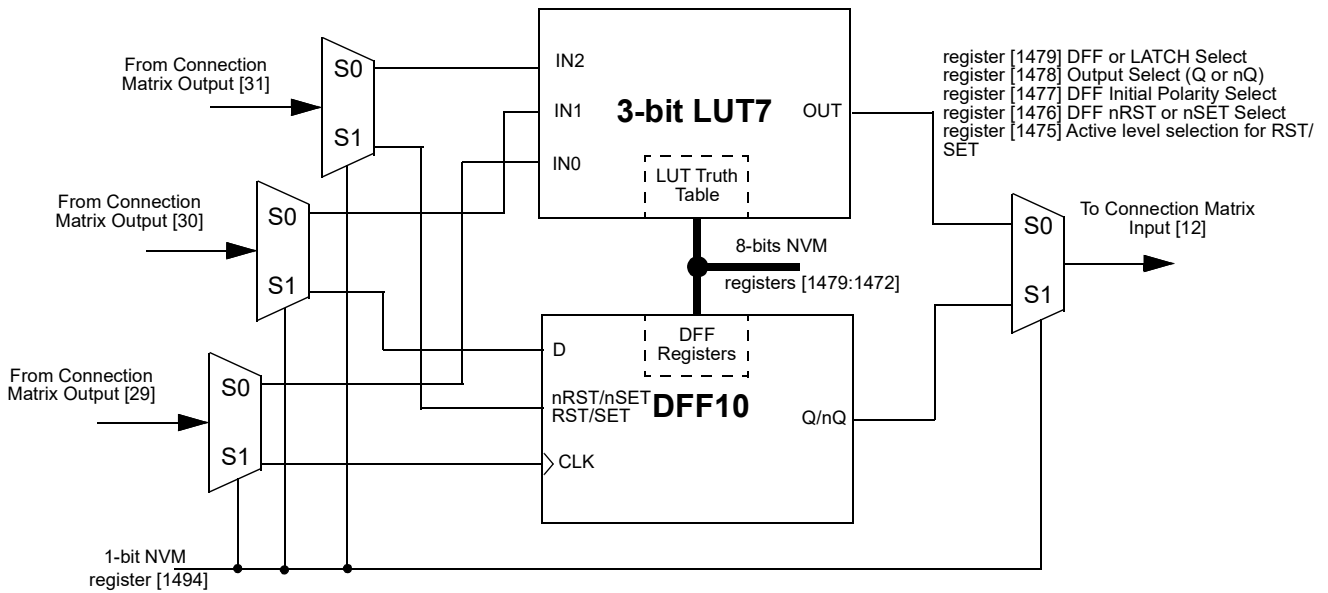 From Connection
Matrix Output [31]
S0
S1
IN2
IN1
IN0
3-bit LUT7
OUT
LUT Truth
Table
register [1479] DFF or LATCH Select
register [1478] Output Select (Q or nQ)
register [1477] DFF Initial Polarity Select
register [1476] DFF nRST or nSET Select
register [1475] Active level selection for RST/
SET
From Connection
Matrix Output [30]
S0
S1
8-bits NVM
registers [1479:1472]
S0
S1
To Connection Matrix
Input [12]
From Connection
Matrix Output [29]
S0
S1
D
nRST/nSET
RST/SET
CLK
DFF
Registers
DFF10
Q/nQ
1-bit NVM
register [1494]